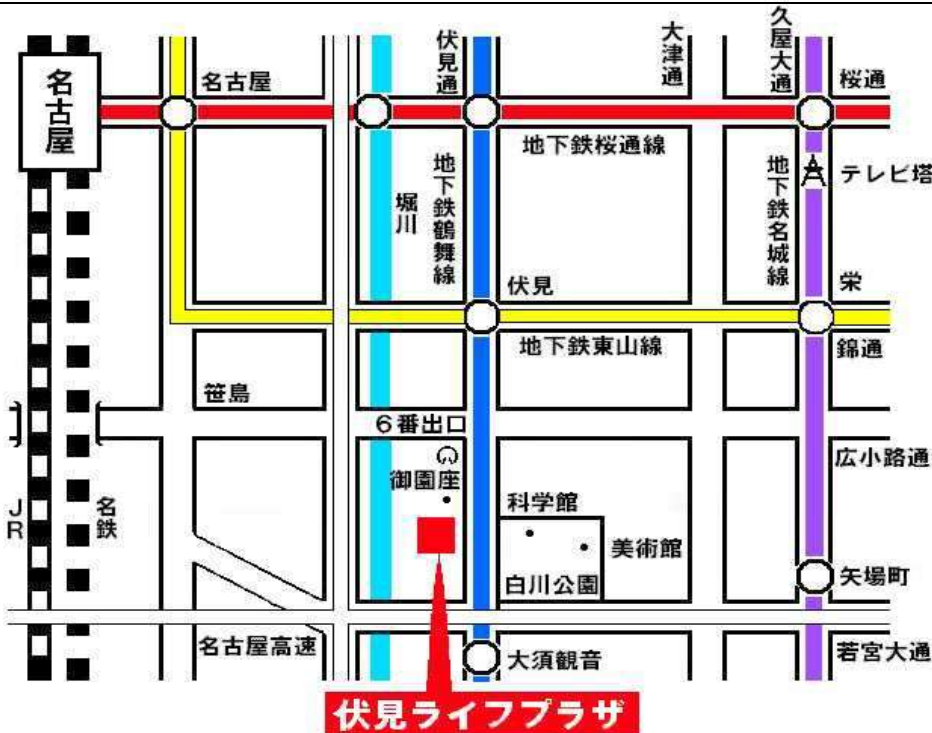 名古屋
名古屋
伏見通
大津通
久屋大通
桜通
地下鉄桜通線
テレビ塔
堀川
地下鉄鶴舞線
地下鉄名城線
伏見
栄
地下鉄東山線
錦通
笹島
6番出口
広小路通
御園座
JR
名鉄
科学館
美術館
白川公園
矢場町
名古屋高速
大須観音
若宮大通
伏見ライフプラザ